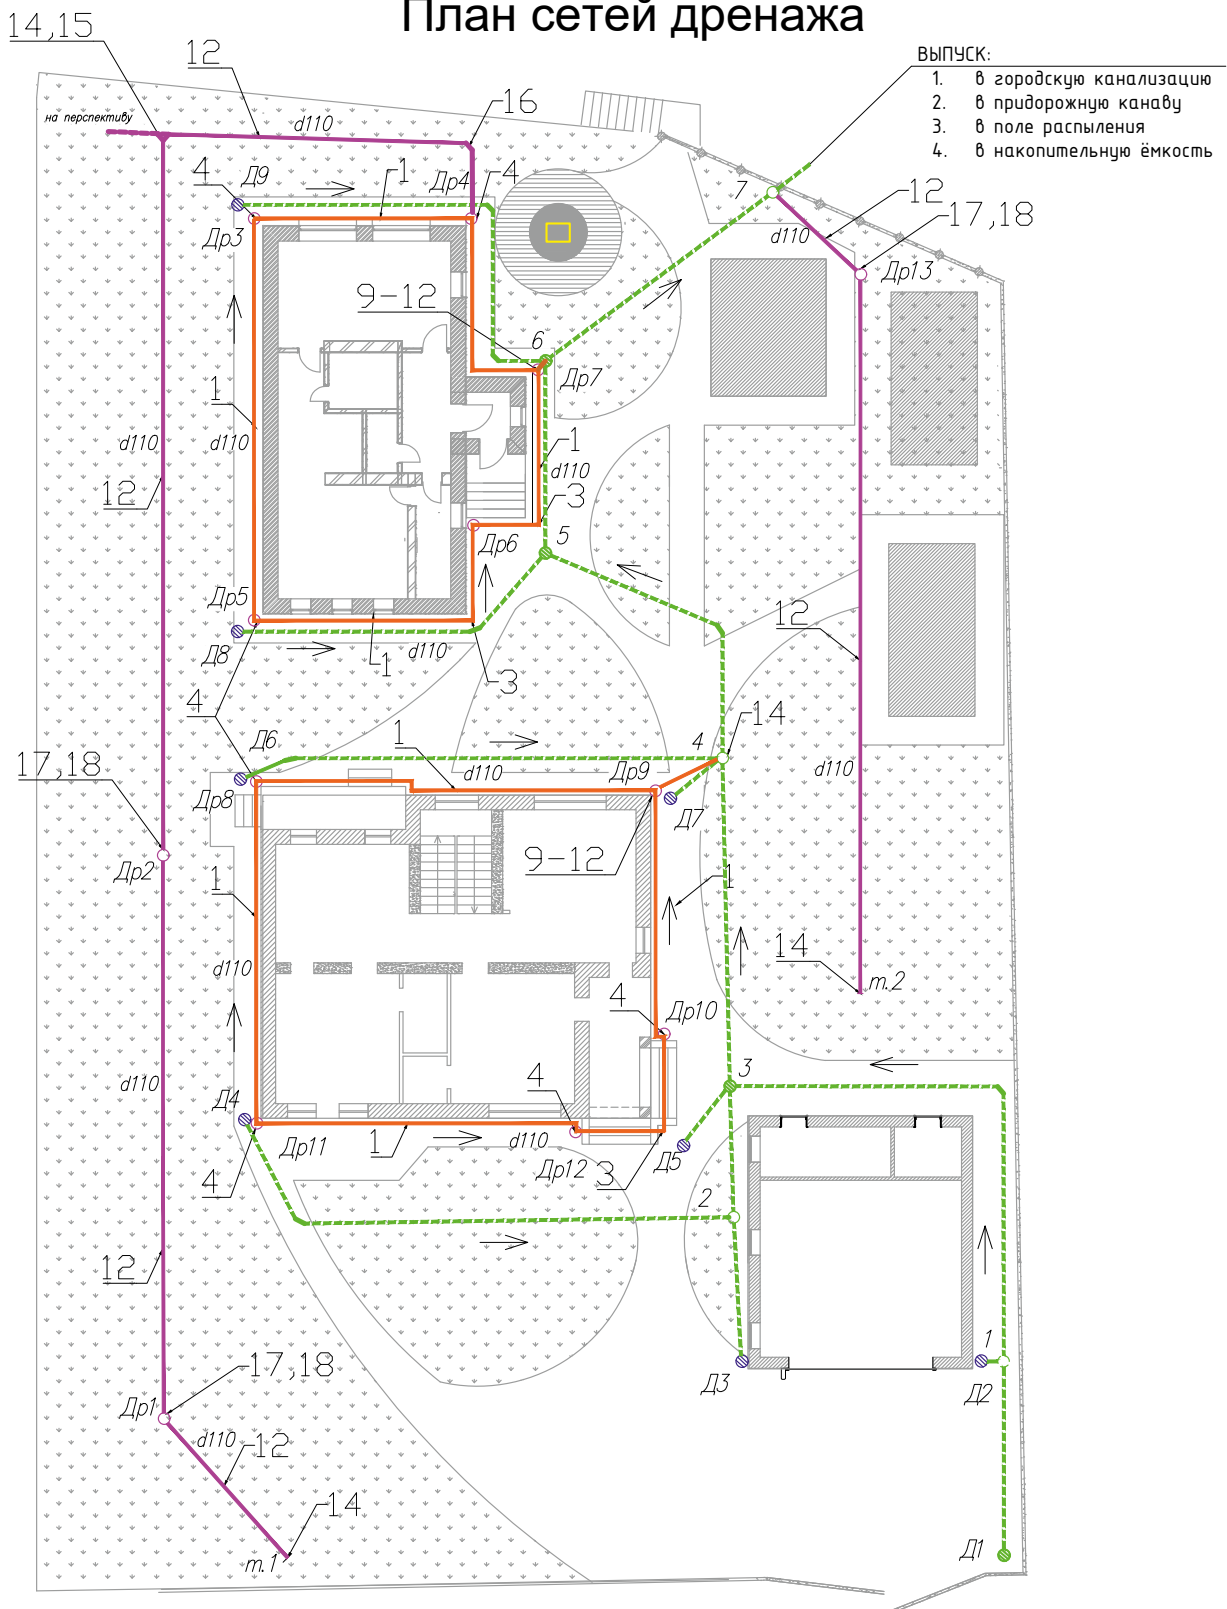 План сетей дренажа
14,15
12
ВЫПУСК:
1. в городскую канализацию
2. в придорожную канаву
3. в поле распыления
4. в накопительную ёмкость
на перспективу
d110
16
4
Д9
1
Др4
4
7
12
17,18
Др3
d110
Др13
9-12
6
Др7
1
d110
d110
1
d110
12
3
5
Др6
Др5
12
Д8
1
d110
3
4
Д6
1
4
14
17,18
d110
Др9
d110
Др8
Д7
Др2
9-12
1
1
d110
14
т.2
4
Др10
d110
4
3
Д4
Др11
1
d110
Др12
3
Д5
4
2
12
1
17,18
Д3
Д2
Др1
d110
12
14
Д1
т.1